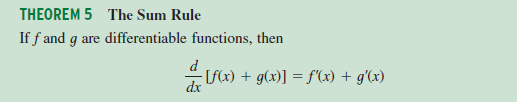 THEOREM 5 The Sum Rule
If f and g are differentiable functions, then
d/dx [f(x) + g(x)] = f'(x) + g'(x)